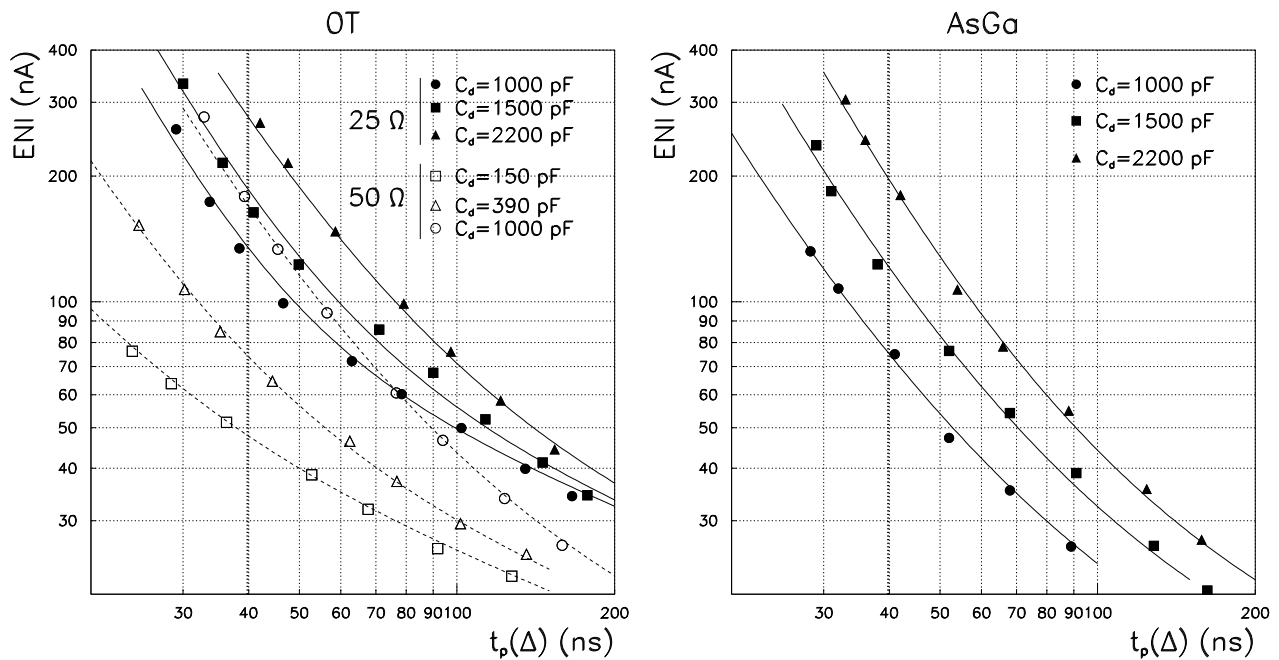 OT
ENI (nA)
400
300
200
100
90
80
70
60
50
40
30
25 Ω
C_d=1000 pF
C_d=1500 pF
C_d=2200 pF
50 Ω
C_d=150 pF
C_d=390 pF
C_d=1000 pF
30 40 50 60 70 80 90 100 200
t_p(Δ) (ns)
AsGa
ENI (nA)
400
300
200
100
90
80
70
60
50
40
30
C_d=1000 pF
C_d=1500 pF
C_d=2200 pF
30 40 50 60 70 80 90 100 200
t_p(Δ) (ns)